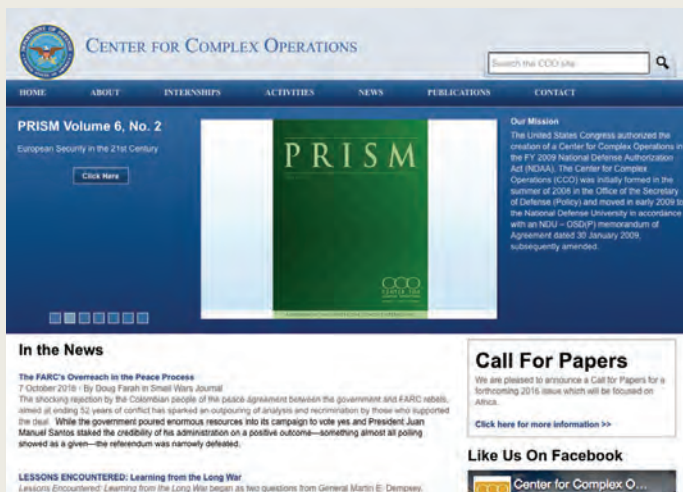 CENTER FOR COMPLEX OPERATIONS
Search the CCO site
HOME ABOUT INTERNSHIPS ACTIVITIES NEWS PUBLICATIONS CONTACT
PRISM Volume 6, No. 2
European Security in the 21st Century
Click Here
PRISM
CCO
CENTER FOR
Our Mission
The United States Congress authorized the
creation of a Center for Complex Operations in
the FY 2009 National Defense Authorization
Act (NDAA). The Center for Complex
Operations (CCO) was initially formed in the
summer of 2008 in the Office of the Secretary
of Defense (Policy) and moved in early 2009 to
the National Defense University in accordance
with an NDU – OSD(P) memorandum of
Agreement dated 30 January 2009,
subsequently amended.
In the News
The FARC's Overreach in the Peace Process
7 October 2016 : By Doug Farah in Small Wars Journal
The shocking rejection by the Colombian people of the peace agreement between the government and FARC rebels,
aimed at ending 52 years of conflict has sparked an outpouring of analysis and recrimination by those who supported
the deal. While the government poured enormous resources into its campaign to vote yes and President Juan
Manuel Santos staked the credibility of his administration on a positive outcome—something almost all polling
showed as a given—the referendum was narrowly defeated.
LESSONS ENCOUNTERED: Learning from the Long War
Lessons Encountered: Learning from the Long War began as two questions from General Martin E. Dempsey,
Call For Papers
We are pleased to announce a Call for Papers for a
forthcoming 2016 issue which will be focused on
Africa.
Click here for more information >>
Like Us On Facebook
Center for Complex O...